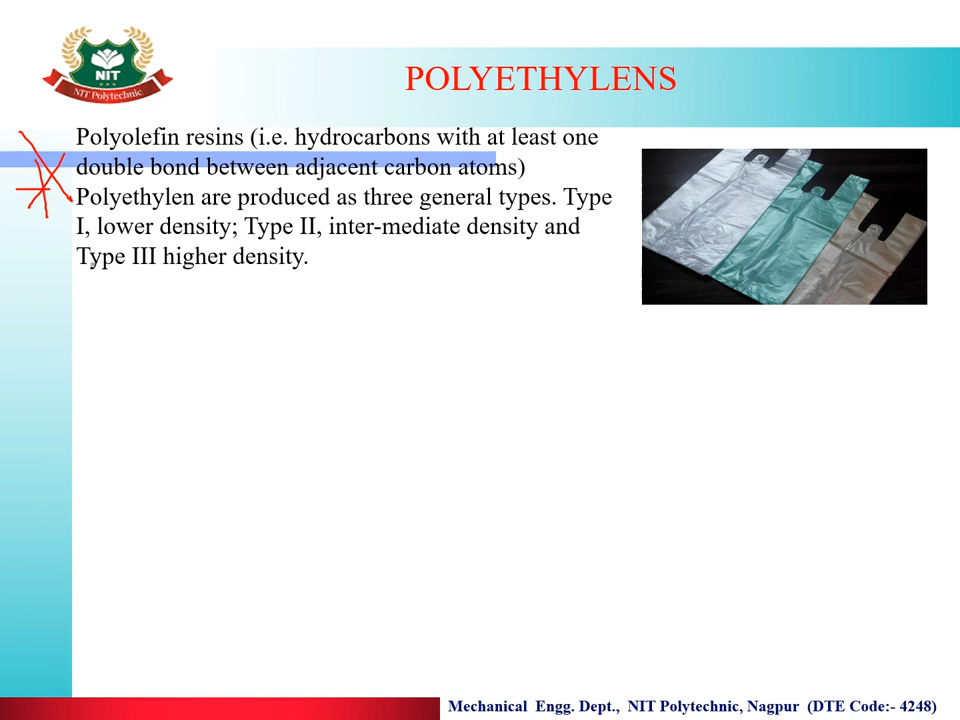 NIT
NIT Polytechnic
POLYETHYLENS
Polyolefin resins (i.e. hydrocarbons with at least one
double bond between adjacent carbon atoms)
Polyethylen are produced as three general types. Type
I, lower density; Type II, inter-mediate density and
Type III higher density.
Mechanical Engg. Dept., NIT Polytechnic, Nagpur (DTE Code:- 4248)